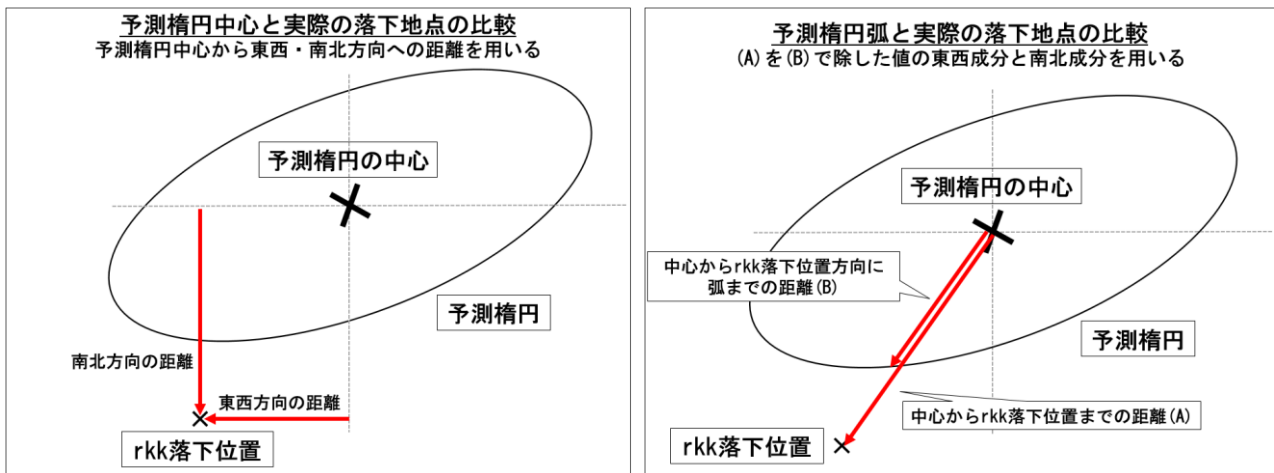 予測楕円中心と実際の落下地点の比較
予測楕円中心から東西・南北方向への距離を用いる
予測楕円の中心
予測楕円
南北方向の距離
東西方向の距離
rkk落下位置
予測楕円弧と実際の落下地点の比較
(A)を(B)で除した値の東西成分と南北成分を用いる
予測楕円の中心
中心からrkk落下位置方向に
弧までの距離(B)
予測楕円
中心からrkk落下位置までの距離(A)
rkk落下位置